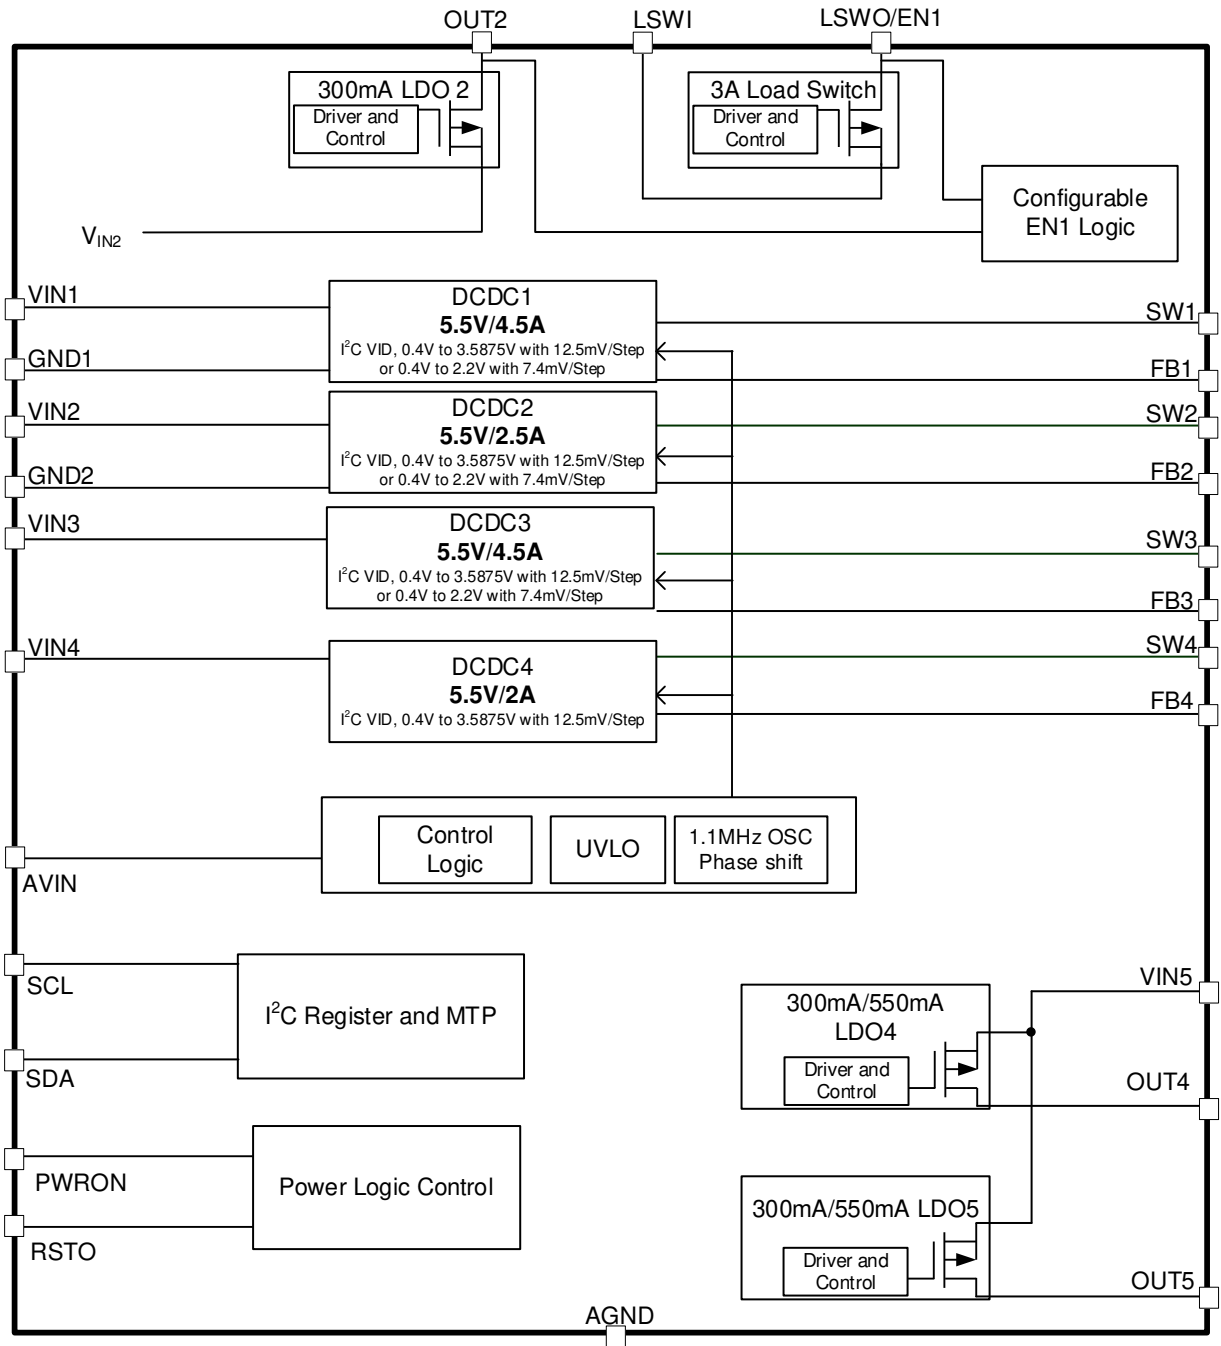 OUT2
LSWI
LSWO/EN1
300mA LDO 2
Driver and
Control
3A Load Switch
Driver and
Control
Configurable
EN1 Logic
VIN2
VIN1
GND1
VIN2
GND2
VIN3
VIN4
DCDC1
5.5V/4.5A
I²C VID, 0.4V to 3.5875V with 12.5mV/Step
or 0.4V to 2.2V with 7.4mV/Step
DCDC2
5.5V/2.5A
I²C VID, 0.4V to 3.5875V with 12.5mV/Step
or 0.4V to 2.2V with 7.4mV/Step
DCDC3
5.5V/4.5A
I²C VID, 0.4V to 3.5875V with 12.5mV/Step
or 0.4V to 2.2V with 7.4mV/Step
DCDC4
5.5V/2A
I²C VID, 0.4V to 3.5875V with 12.5mV/Step
SW1
FB1
SW2
FB2
SW3
FB3
SW4
FB4
AVIN
Control
Logic
UVLO
1.1MHz OSC
Phase shift
SCL
SDA
I²C Register and MTP
PWRON
RSTO
Power Logic Control
300mA/550mA
LDO4
Driver and
Control
VIN5
OUT4
300mA/550mA LDO5
Driver and
Control
OUT5
AGND